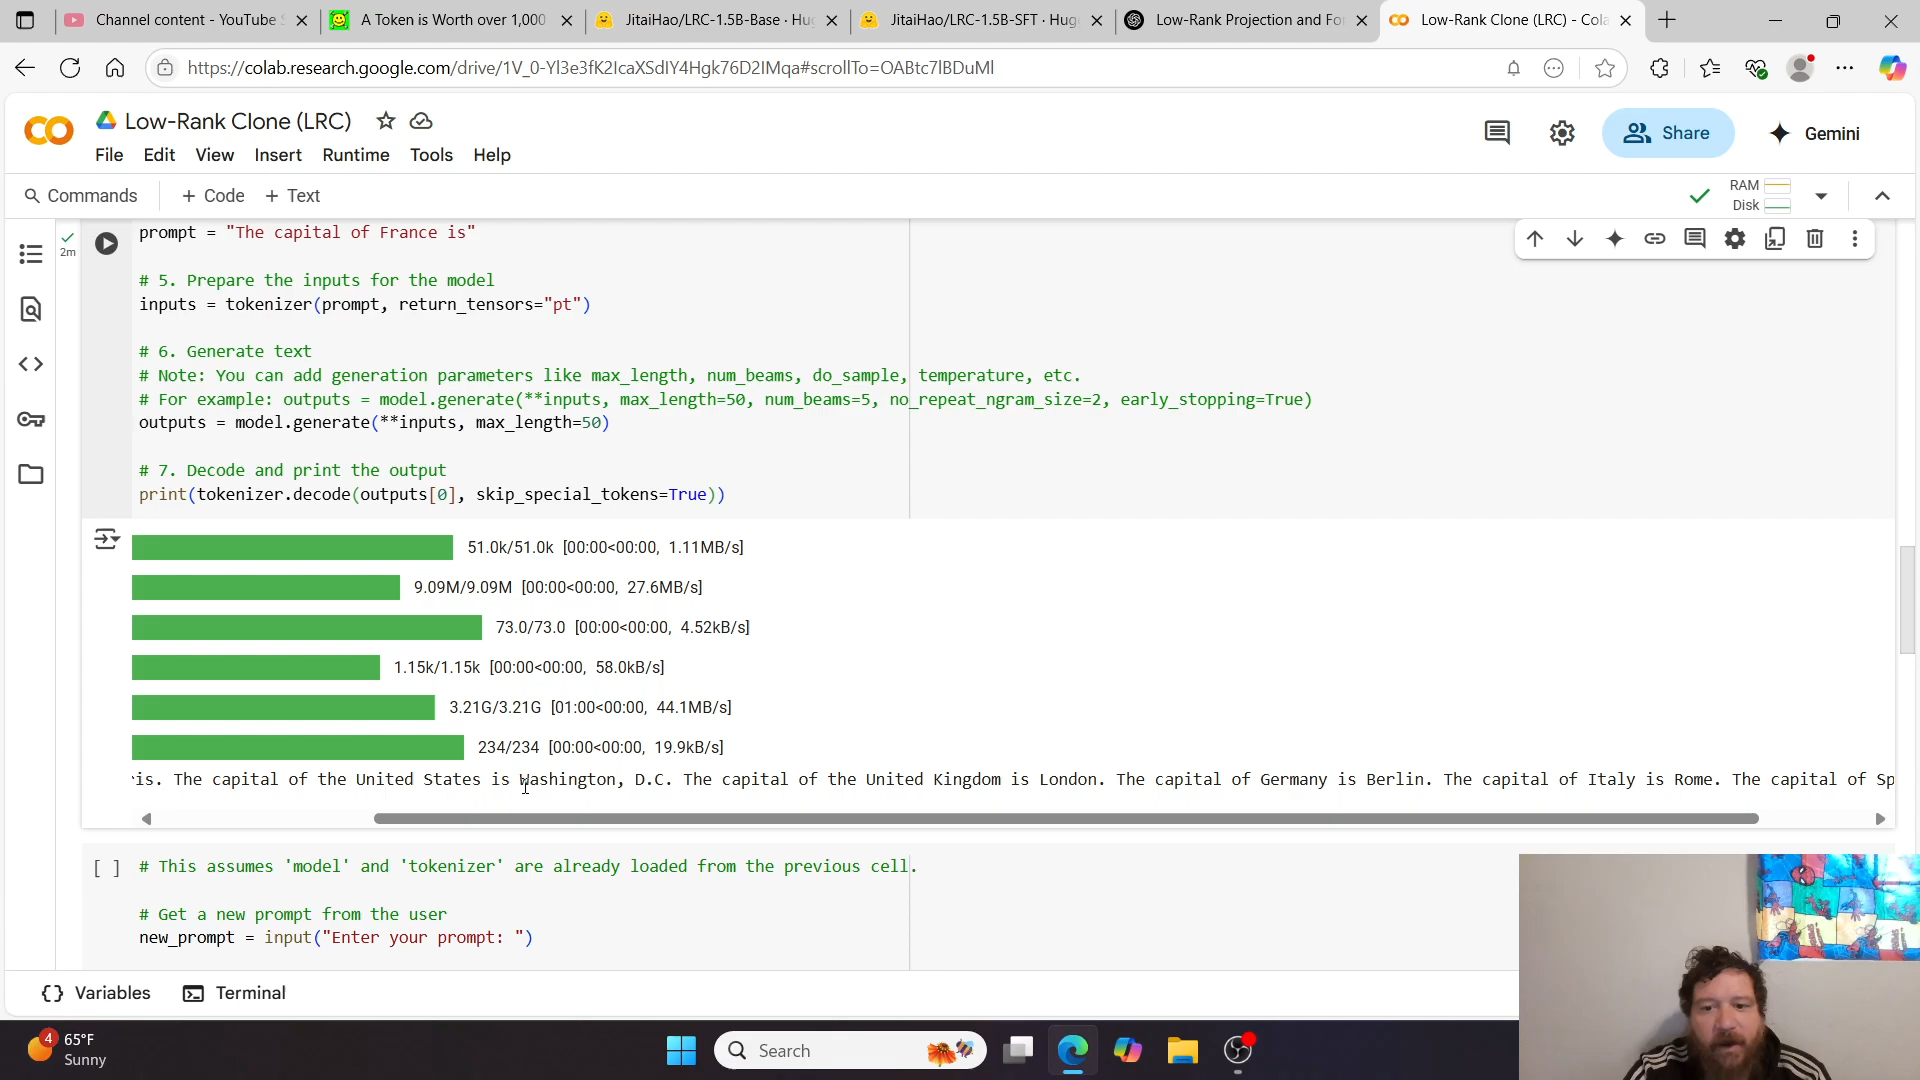 Channel content - YouTube S
A Token is Worth over 1,000
JitaiHao/LRC-1.5B-Base · Hug
JitaiHao/LRC-1.5B-SFT · Hugg
Low-Rank Projection and Fo
Low-Rank Clone (LRC) - Cola
https://colab.research.google.com/drive/1V_0-Yl3e3fK2IcaXSdIY4Hgk76D2IMqa#scrollTo=OABtc7lBDuMl
Low-Rank Clone (LRC)
File Edit View Insert Runtime Tools Help
Share
Gemini
Commands + Code + Text
RAM
Disk
2m
prompt = "The capital of France is"
# 5. Prepare the inputs for the model
inputs = tokenizer(prompt, return_tensors="pt")
# 6. Generate text
# Note: You can add generation parameters like max_length, num_beams, do_sample, temperature, etc.
# For example: outputs = model.generate(**inputs, max_length=50, num_beams=5, no_repeat_ngram_size=2, early_stopping=True)
outputs = model.generate(**inputs, max_length=50)
# 7. Decode and print the output
print(tokenizer.decode(outputs[0], skip_special_tokens=True))
51.0k/51.0k [00:00<00:00, 1.11MB/s]
9.09M/9.09M [00:00<00:00, 27.6MB/s]
73.0/73.0 [00:00<00:00, 4.52kB/s]
1.15k/1.15k [00:00<00:00, 58.0kB/s]
3.21G/3.21G [01:00<00:00, 44.1MB/s]
234/234 [00:00<00:00, 19.9kB/s]
ris. The capital of the United States is Washington, D.C. The capital of the United Kingdom is London. The capital of Germany is Berlin. The capital of Italy is Rome. The capital of Sp
[ ] # This assumes 'model' and 'tokenizer' are already loaded from the previous cell.
# Get a new prompt from the user
new_prompt = input("Enter your prompt: ")
{} Variables Terminal
4
65°F
Sunny
Search